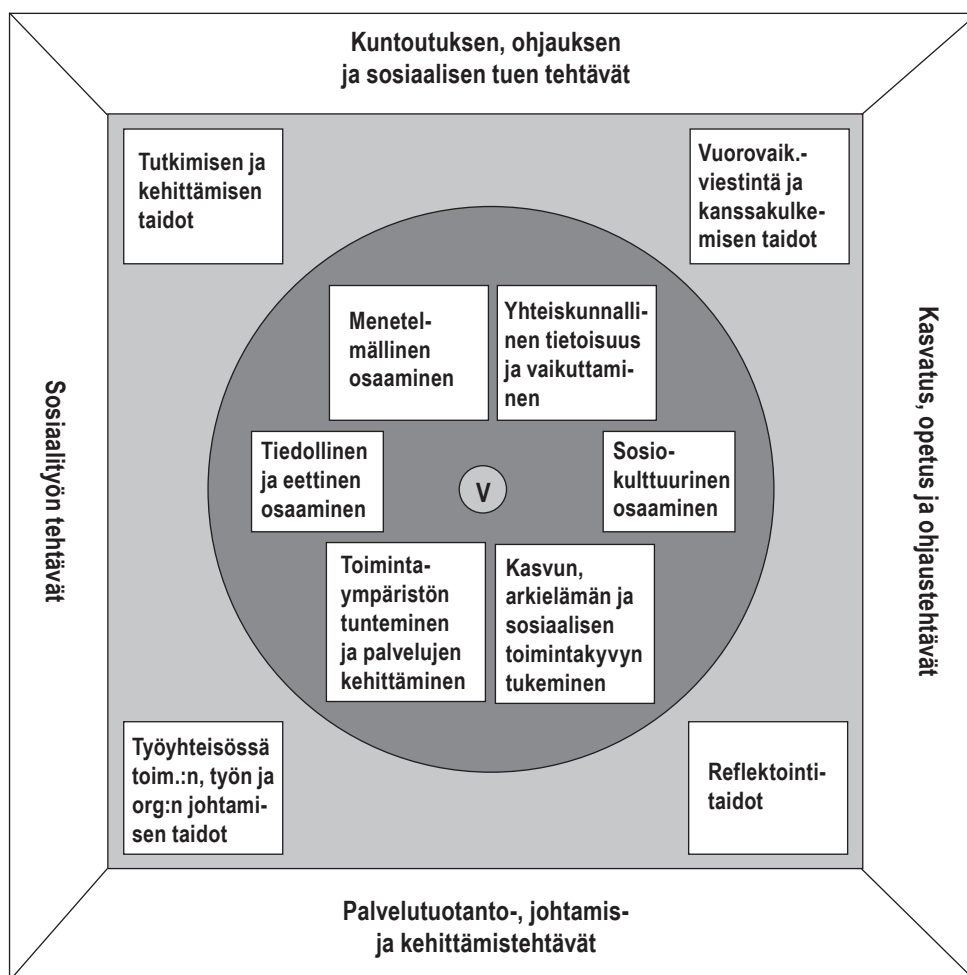 Kuntoutuksen, ohjauksen
ja sosiaalisen tuen tehtävät
Tutkimisen ja
kehittämisen
taidot
Vuorovaik.-
viestintä ja
kanssakulke-
misen taidot
Menetel-
mällinen
osaaminen
Yhteiskunnalli-
nen tietoisuus
ja vaikuttami-
nen
Sosiaalityön tehtävät
Tiedollinen
ja eettinen
osaaminen
V
Sosio-
kulttuurinen
osaaminen
Kasvatus, opetus ja ohjaustehtävät
Toiminta-
ympäristön
tunteminen
ja palvelujen
kehittäminen
Kasvun,
arkielämän ja
sosiaalisen
toimintakyvyn
tukeminen
Työyhteisössä
toim.:n, työn ja
org:n johtami-
sen taidot
Reflektointi-
taidot
Palvelutuotanto-, johtamis-
ja kehittämistehtävät